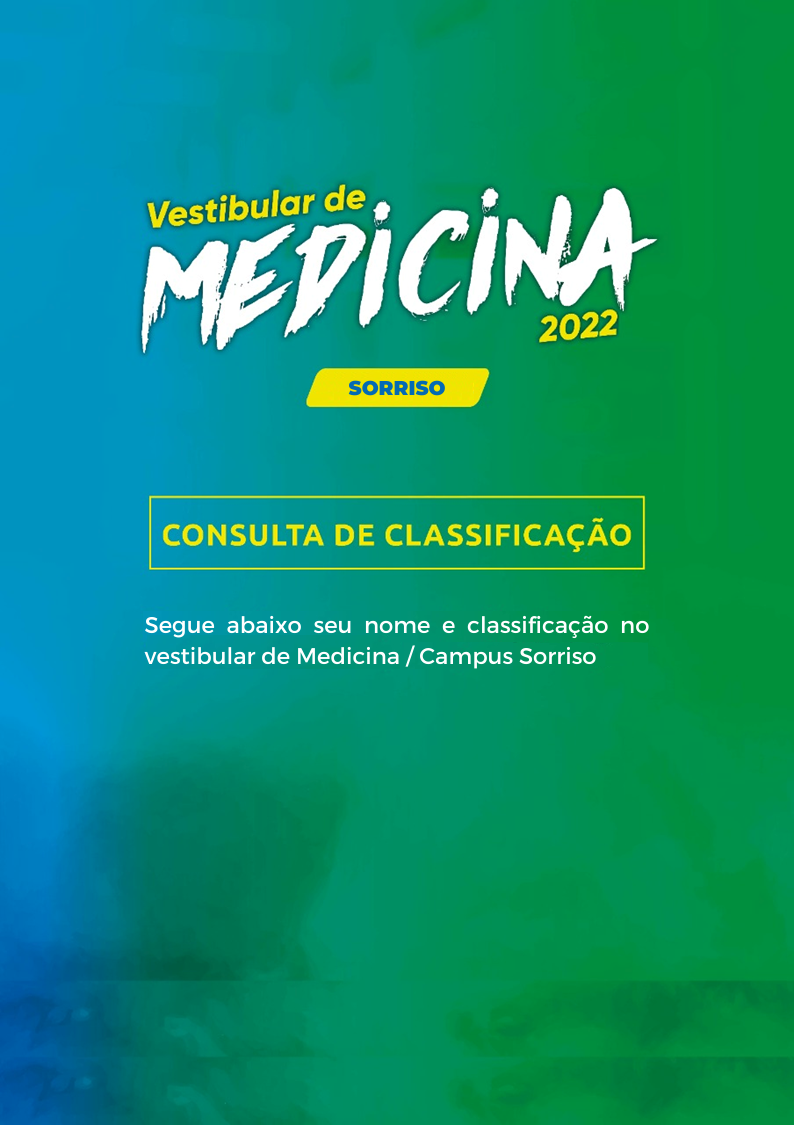 Vestibular de
MEDICINA
2022
SORRISO
CONSULTA DE CLASSIFICAÇÃO
Segue abaixo seu nome e classificação no
vestibular de Medicina / Campus Sorriso